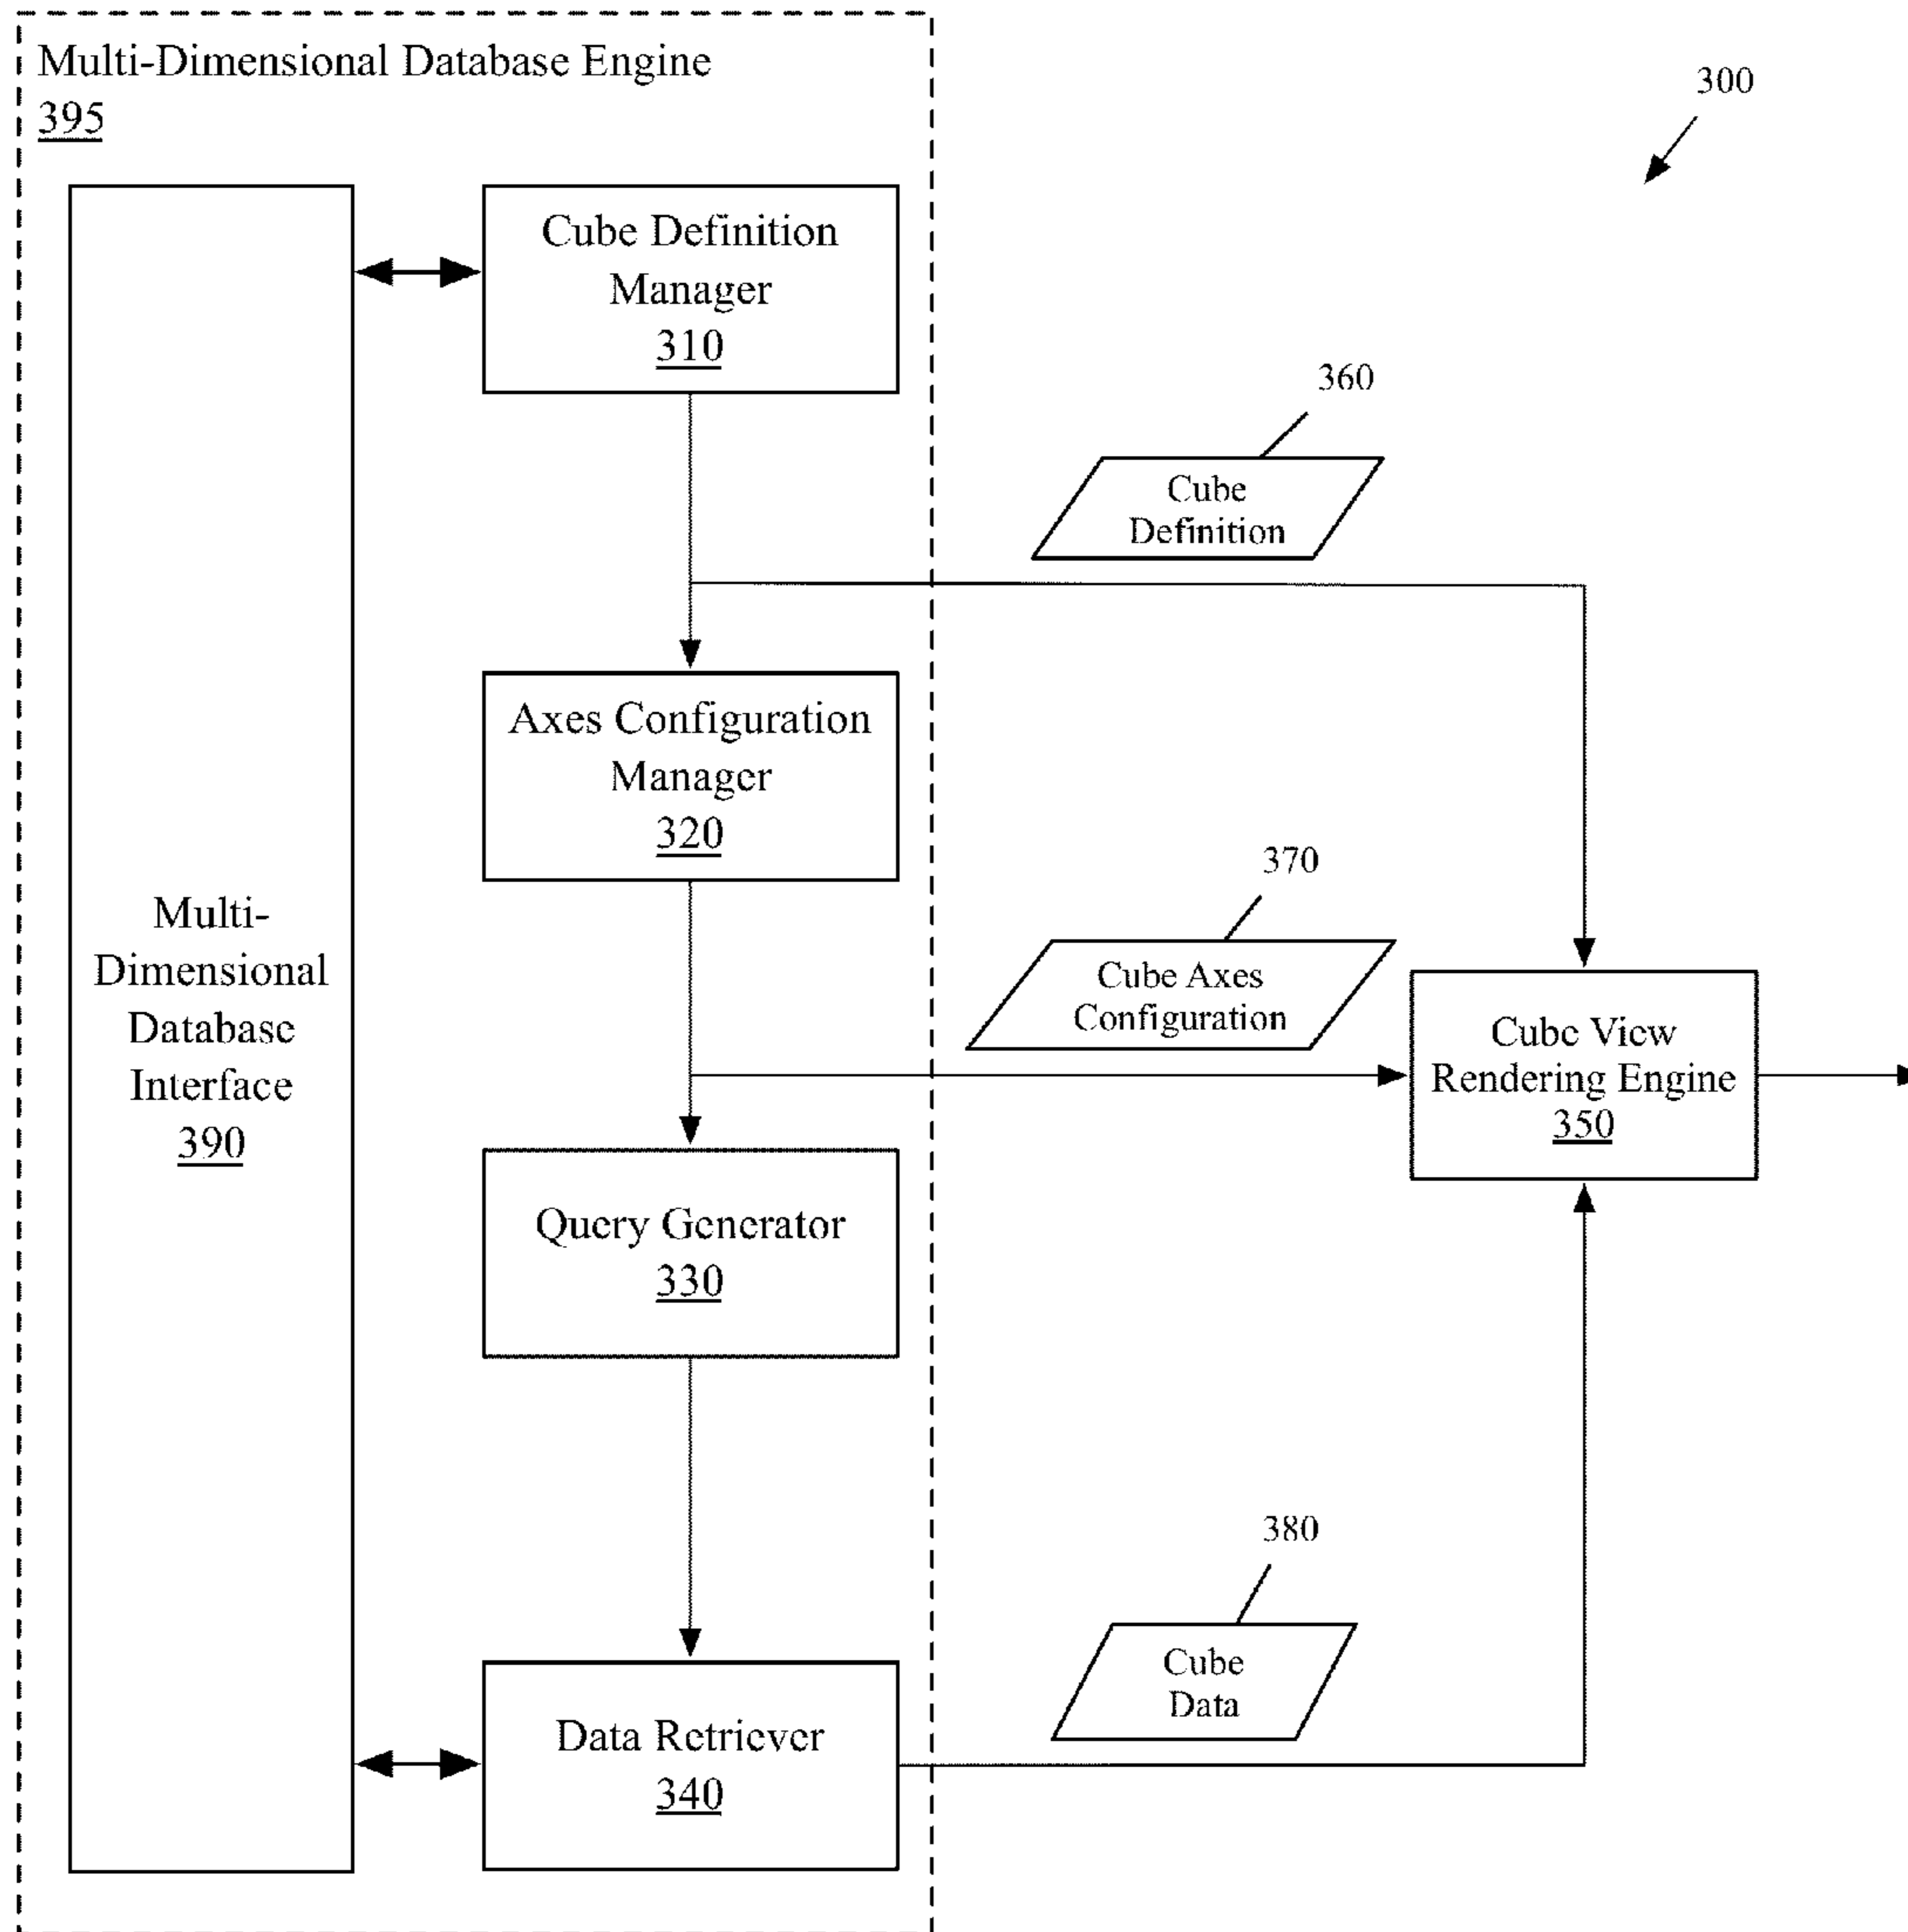 Multi-Dimensional Database Engine
395
300
Cube Definition
Manager
310
360
Cube
Definition
Axes Configuration
Manager
320
370
Cube Axes
Configuration
Multi-
Dimensional
Database
Interface
390
Cube View
Rendering Engine
350
Query Generator
330
380
Cube
Data
Data Retriever
340